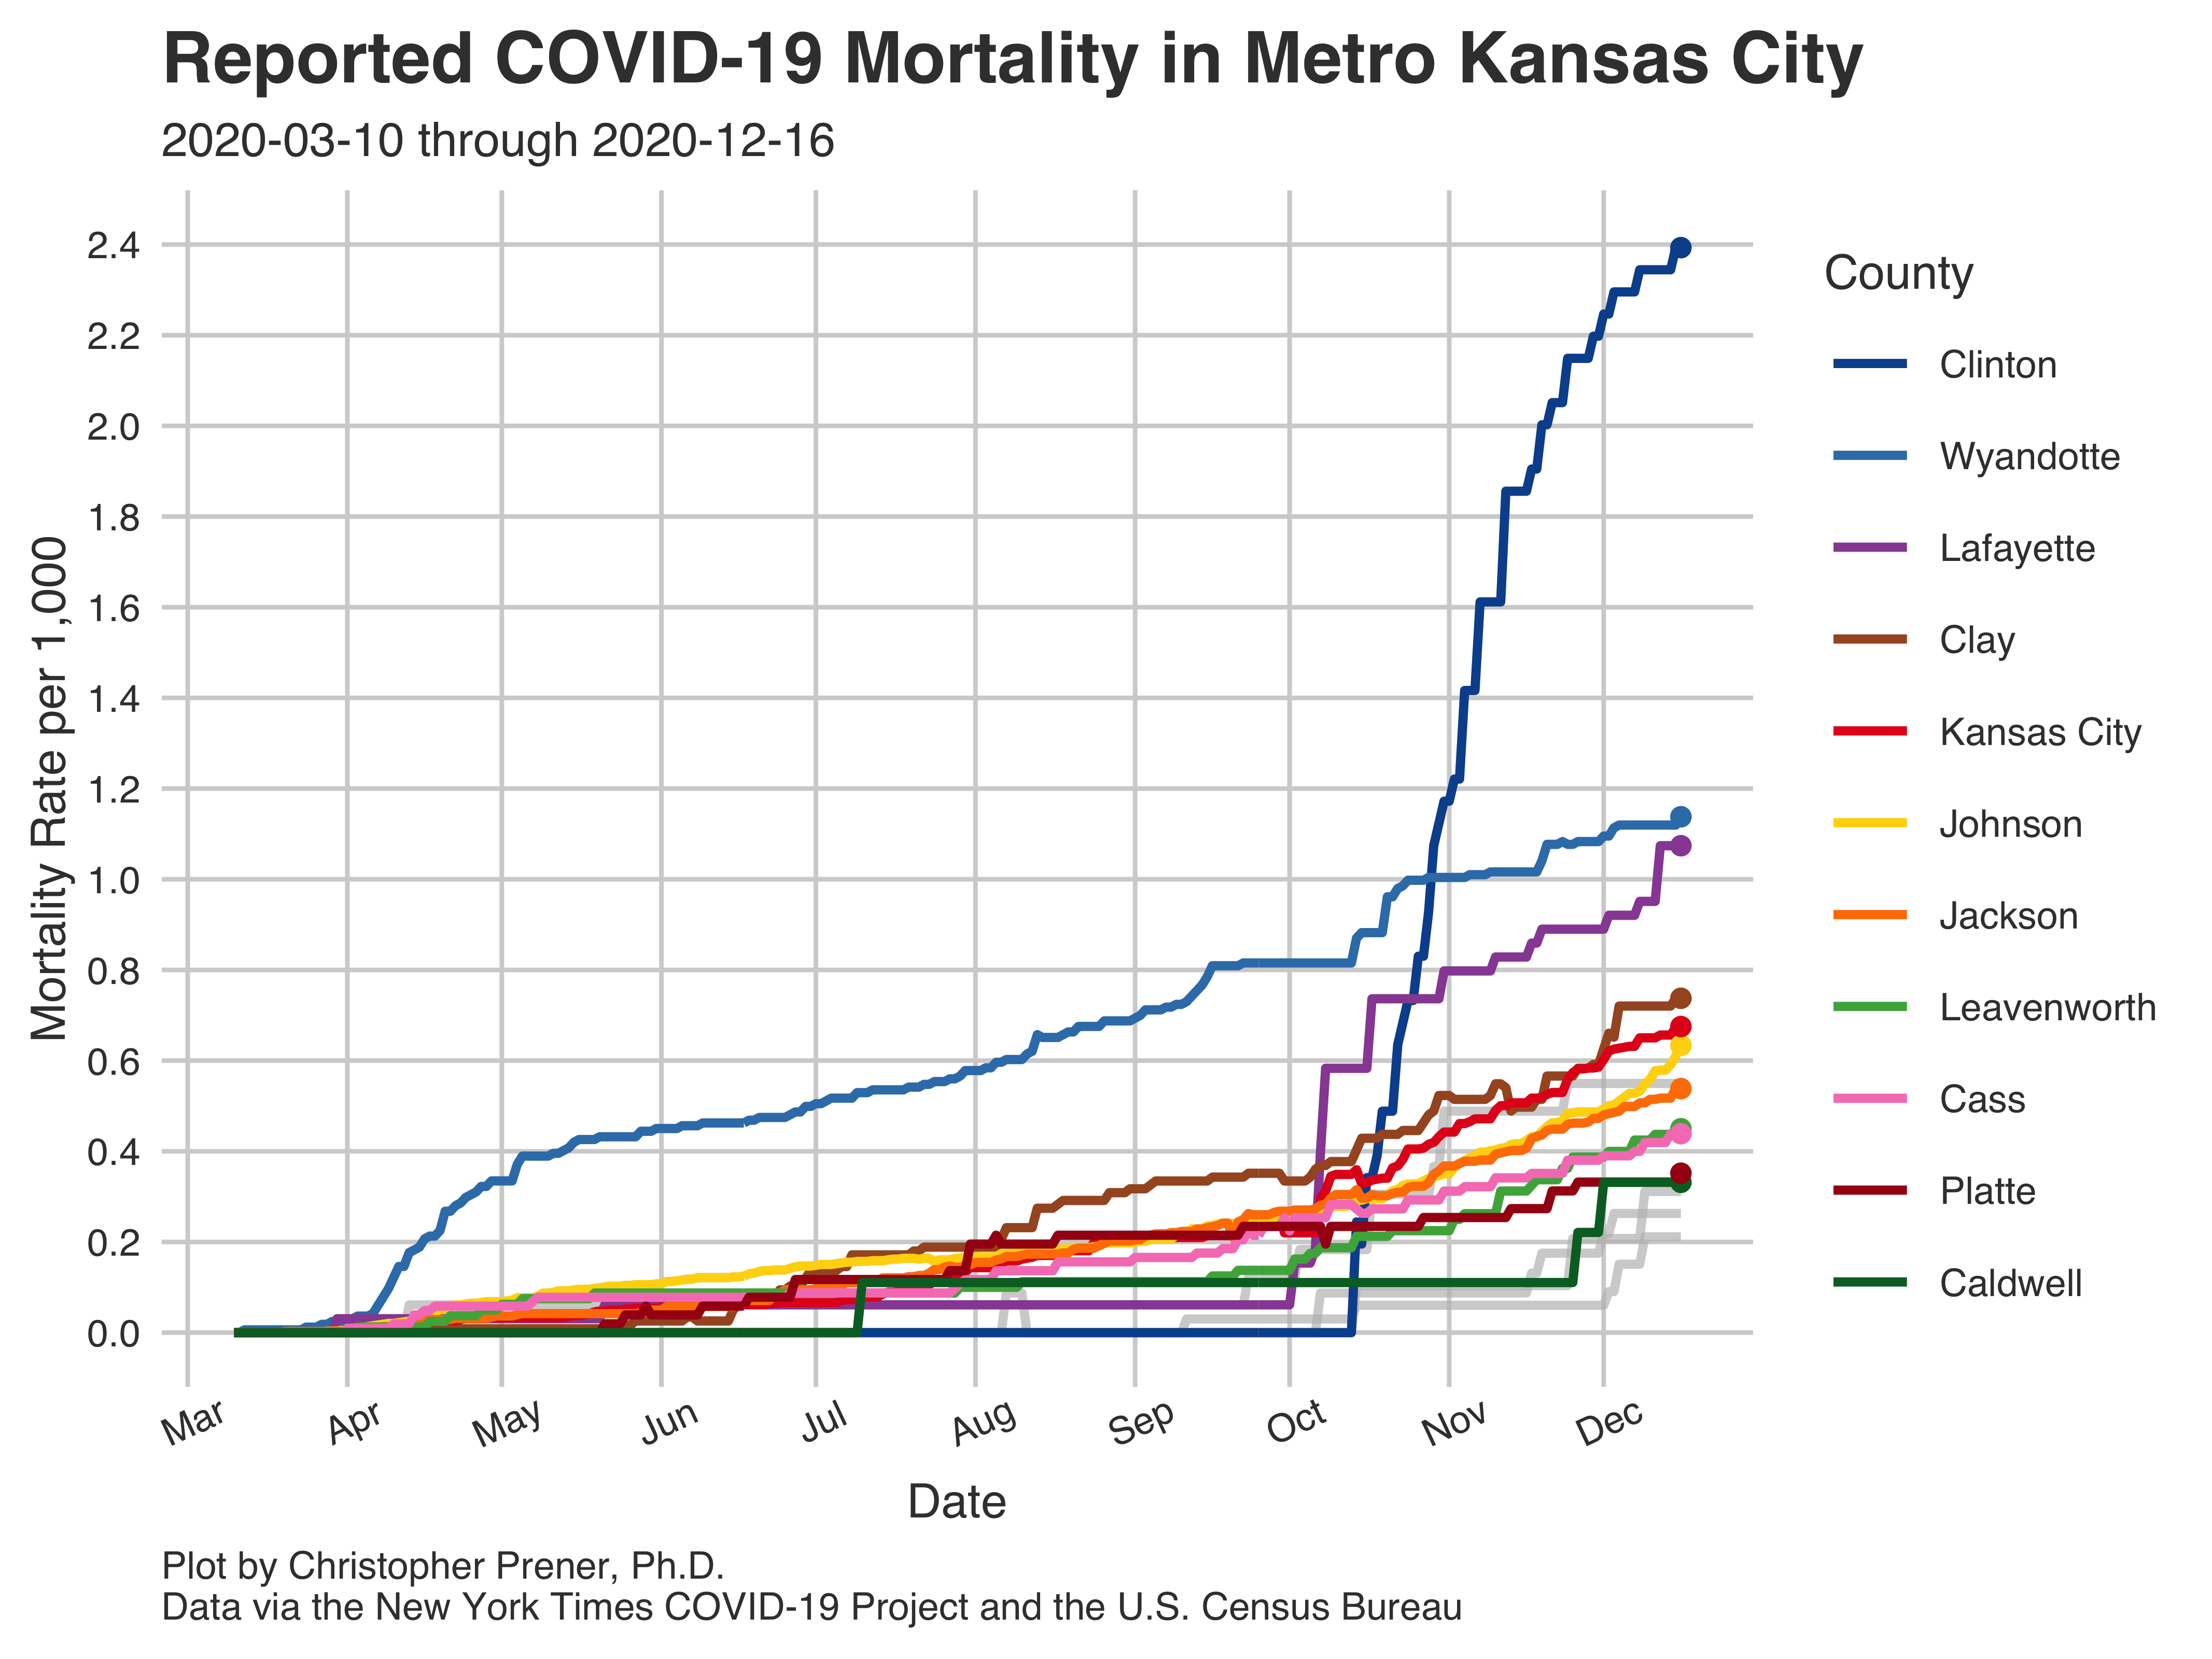 Reported COVID-19 Mortality in Metro Kansas City
2020-03-10 through 2020-12-16
Mortality Rate per 1,000
2.4
2.2
2.0
1.8
1.6
1.4
1.2
1.0
0.8
0.6
0.4
0.2
0.0
Mar Apr May Jun Jul Aug Sep Oct Nov Dec
Date
County
Clinton
Wyandotte
Lafayette
Clay
Kansas City
Johnson
Jackson
Leavenworth
Cass
Platte
Caldwell
Plot by Christopher Prener, Ph.D.
Data via the New York Times COVID-19 Project and the U.S. Census Bureau